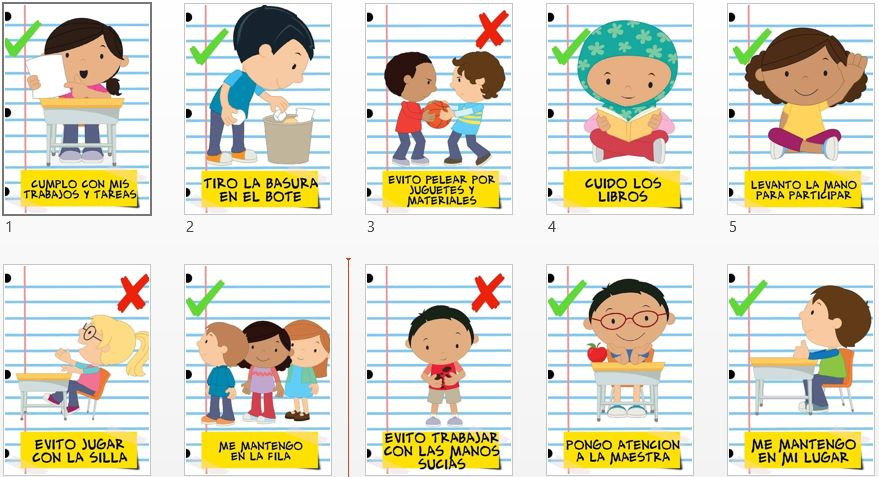 CUMPLO CON MIS
TRABAJOS Y TAREAS
1
TIRO LA BASURA
EN EL BOTE
2
EVITO PELEAR POR
JUGUETES Y
MATERIALES
3
CUIDO LOS
LIBROS
4
LEVANTO LA MANO
PARA PARTICIPAR
5
EVITO JUGAR
CON LA SILLA
ME MANTENGO
EN LA FILA
EVITO TRABAJAR
CON LAS MANOS
SUCIAS
PONGO ATENCION
A LA MAESTRA
ME MANTENGO
EN MI LUGAR